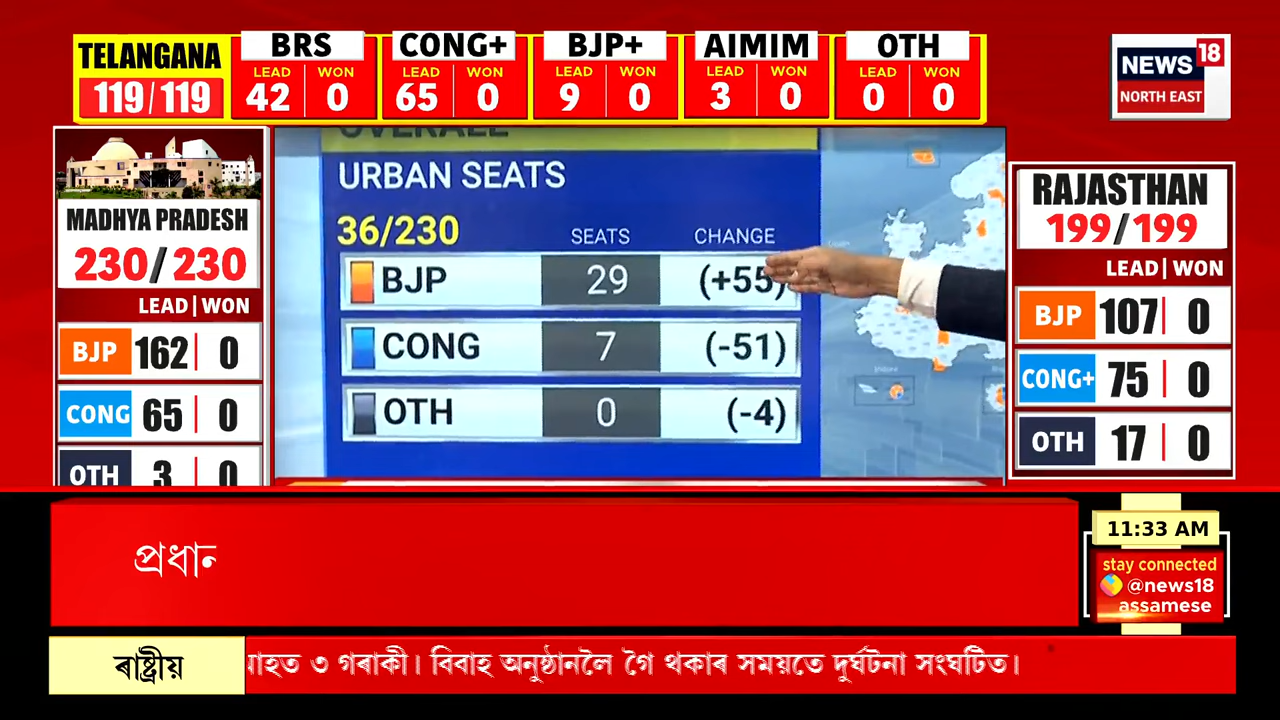 TELANGANA
119/119
BRS
LEAD WON
42 0
CONG+
LEAD WON
65 0
BJP+
LEAD WON
9 0
AIMIM
LEAD WON
3 0
OTH
LEAD WON
0 0
NEWS 18
NORTH EAST
MADHYA PRADESH
230/230
LEAD WON
BJP 162 0
CONG 65 0
OTH 3 0
OVERALL
URBAN SEATS
36/230 SEATS CHANGE
BJP 29 (+55)
CONG 7 (-51)
OTH 0 (-4)
RAJASTHAN
199/199
LEAD WON
BJP 107 0
CONG+ 75 0
OTH 17 0
প্ৰধান
11:33 AM
stay connected
@news18
assamese
ৰাষ্ট্ৰীয়
৩ গৰাকী। বিবাহ অনুষ্ঠানলৈ গৈ থকাৰ সময়তে দুৰ্ঘটনা সংঘটিত।